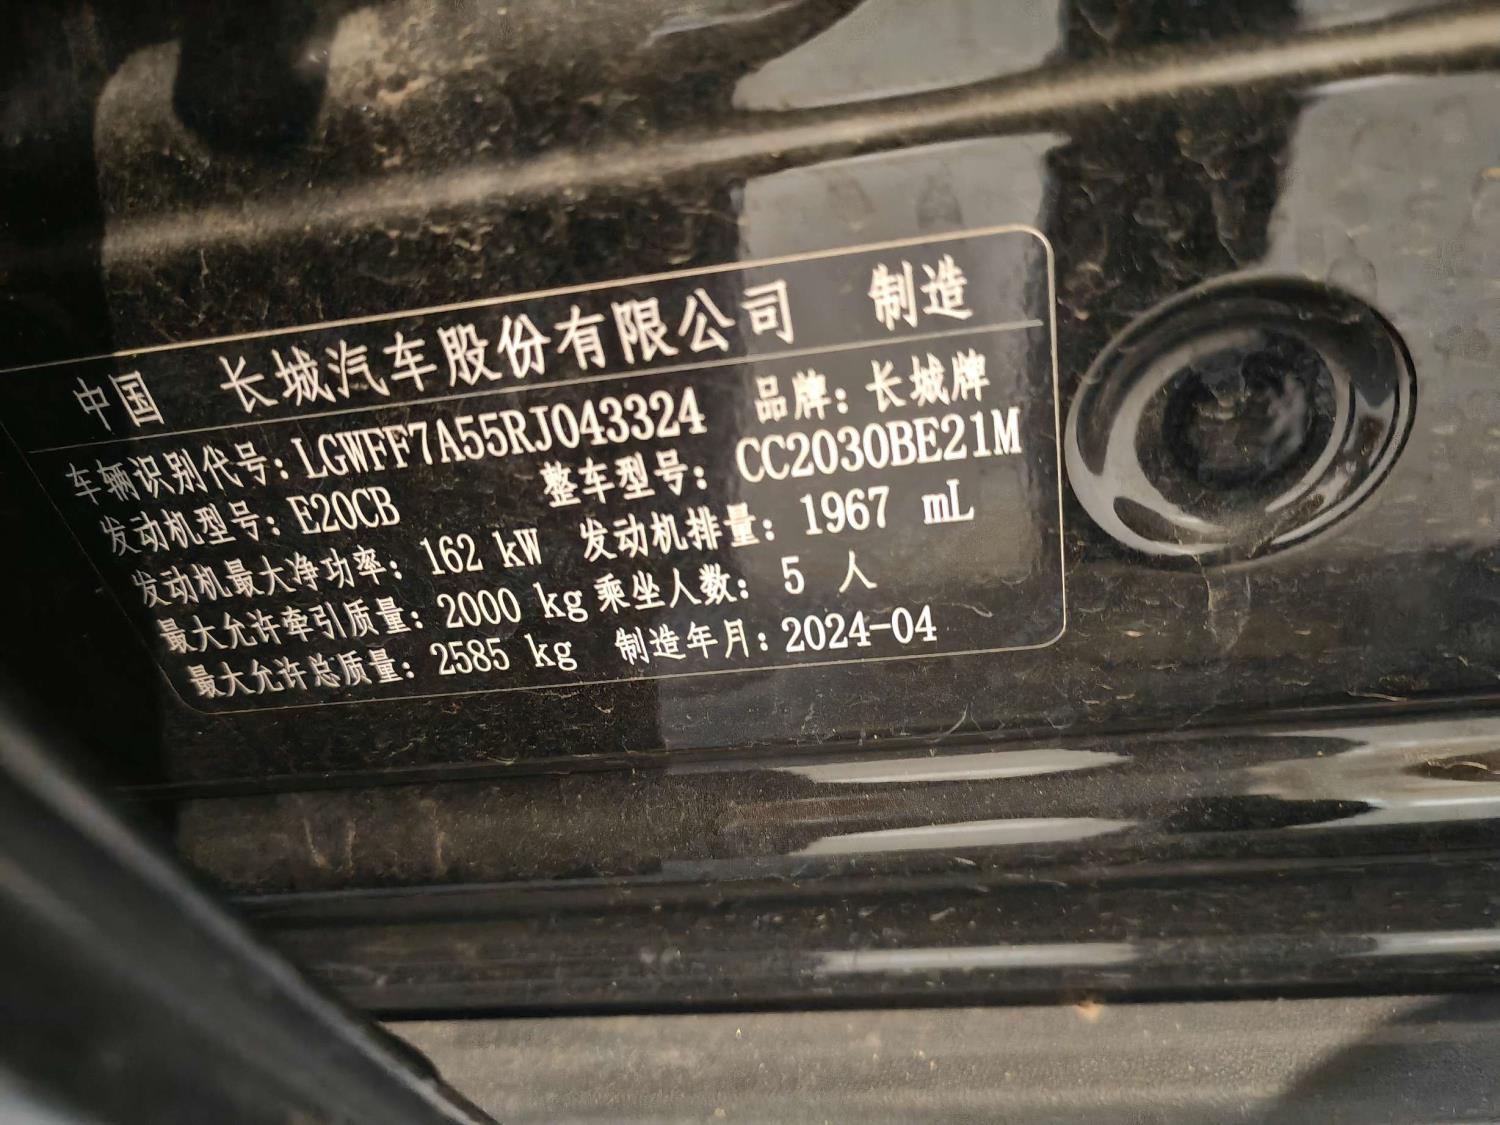 中国 长城汽车股份有限公司 制造
车辆识别代号：LGWFF7A55RJ043324 品牌：长城牌
发动机型号：E20CB 整车型号：CC2030BE21M
发动机最大净功率：162 kW 发动机排量：1967 mL
最大允许牵引质量：2000 kg 乘坐人数：5 人
最大允许总质量：2585 kg 制造年月：2024-04